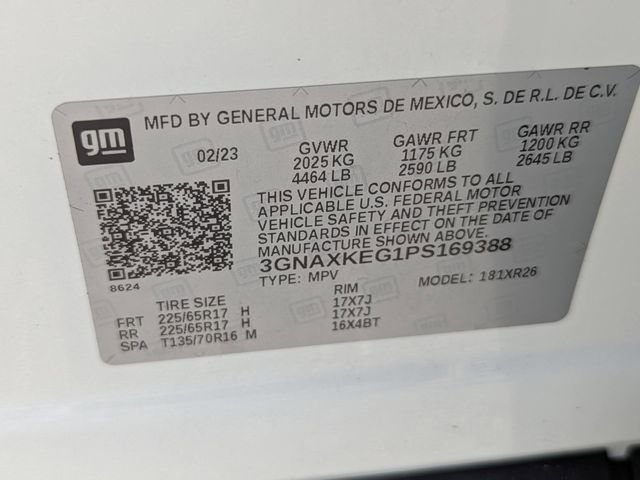 gm
MFD BY GENERAL MOTORS DE MEXICO, S. DE R.L. DE C.V.
02/23 GVWR GAWR FRT GAWR RR
2025 KG 1175 KG 1200 KG
4464 LB 2590 LB 2645 LB
THIS VEHICLE CONFORMS TO ALL
APPLICABLE U.S. FEDERAL MOTOR
VEHICLE SAFETY AND THEFT PREVENTION
STANDARDS IN EFFECT ON THE DATE OF
MANUFACTURE SHOWN ABOVE.
3GNAXKEG1PS169388
8624
TYPE: MPV MODEL: 181XR26
TIRE SIZE RIM
FRT 225/65R17 H 17X7J
RR 225/65R17 H 17X7J
SPA T135/70R16 M 16X4BT